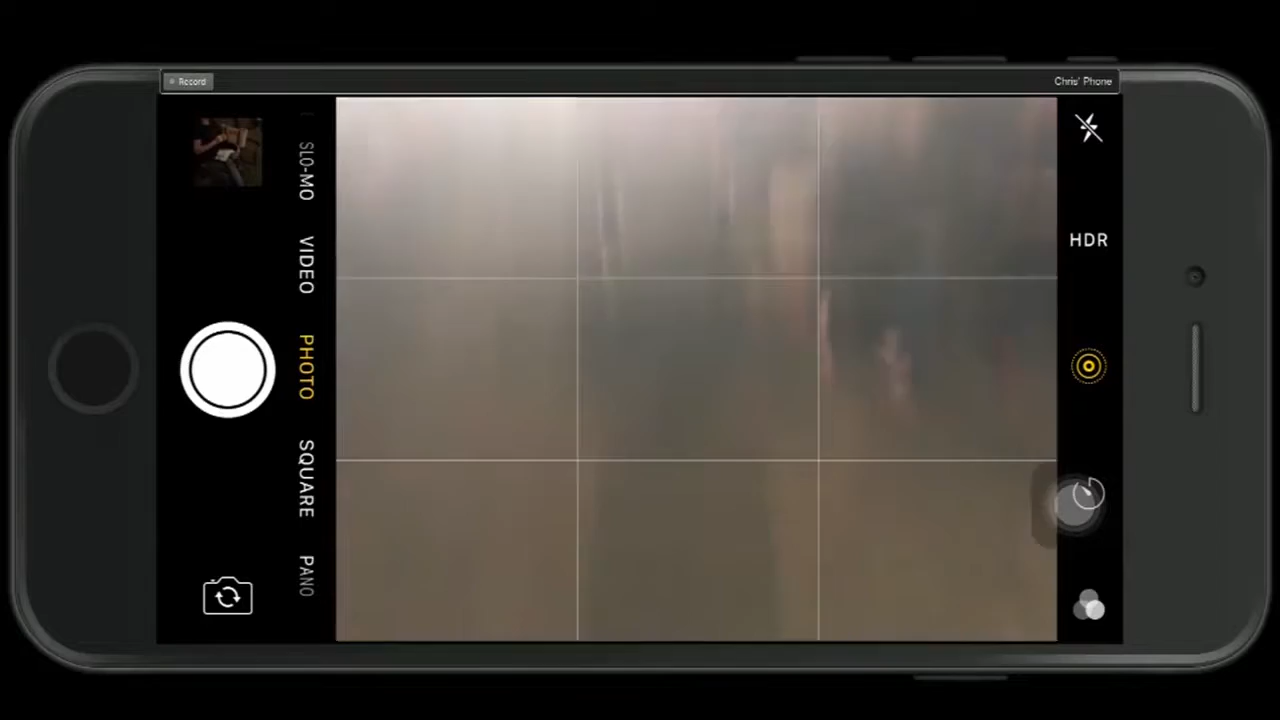 Record
Chris' Phone
SLO-MO
VIDEO
PHOTO
SQUARE
PANO
HDR